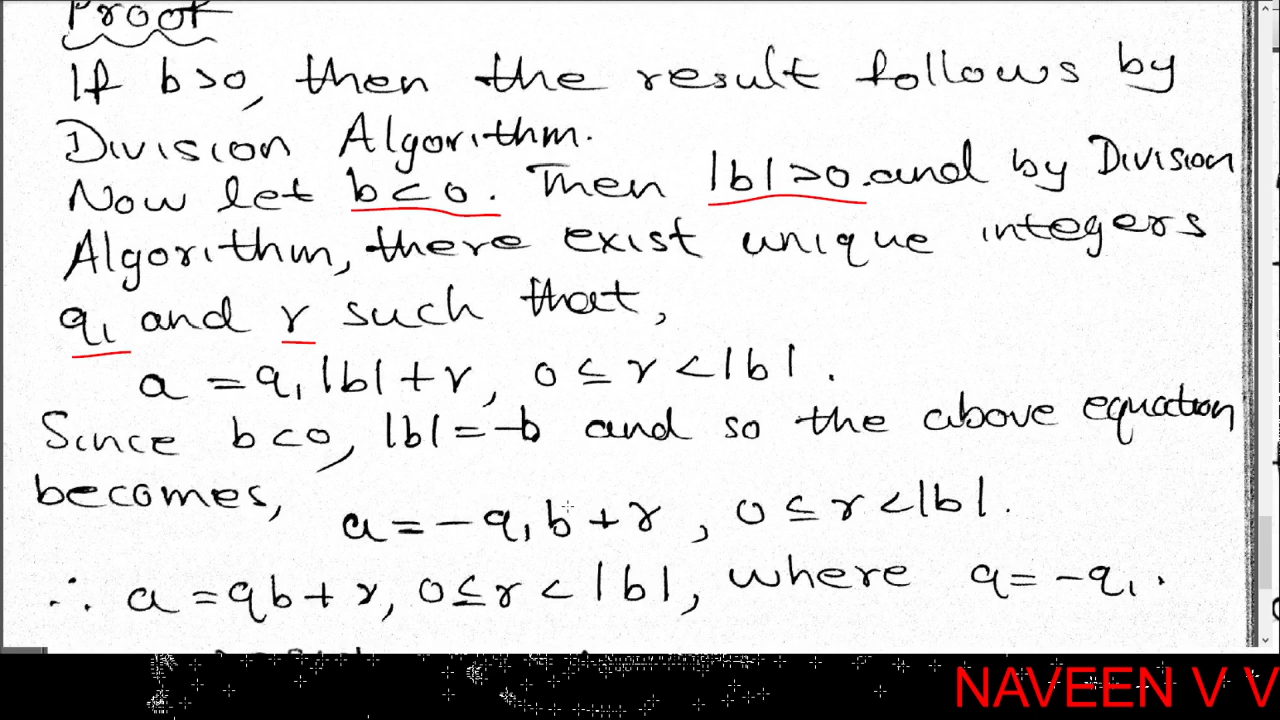 Proof
If b>0, then the result follows by
Division Algorithm.
Now let b<0. Then |b|>0. and by Division
Algorithm, there exist unique integers
q₁ and r such that,
a = q₁|b|+r, 0 ≤ r < |b|.
Since b<0, |b|=-b and so the above equation
becomes,
a = -q₁b + r, 0 ≤ r < |b|.
∴ a = qb + r, 0 ≤ r < |b|, where q = -q₁.
NAVEEN V V